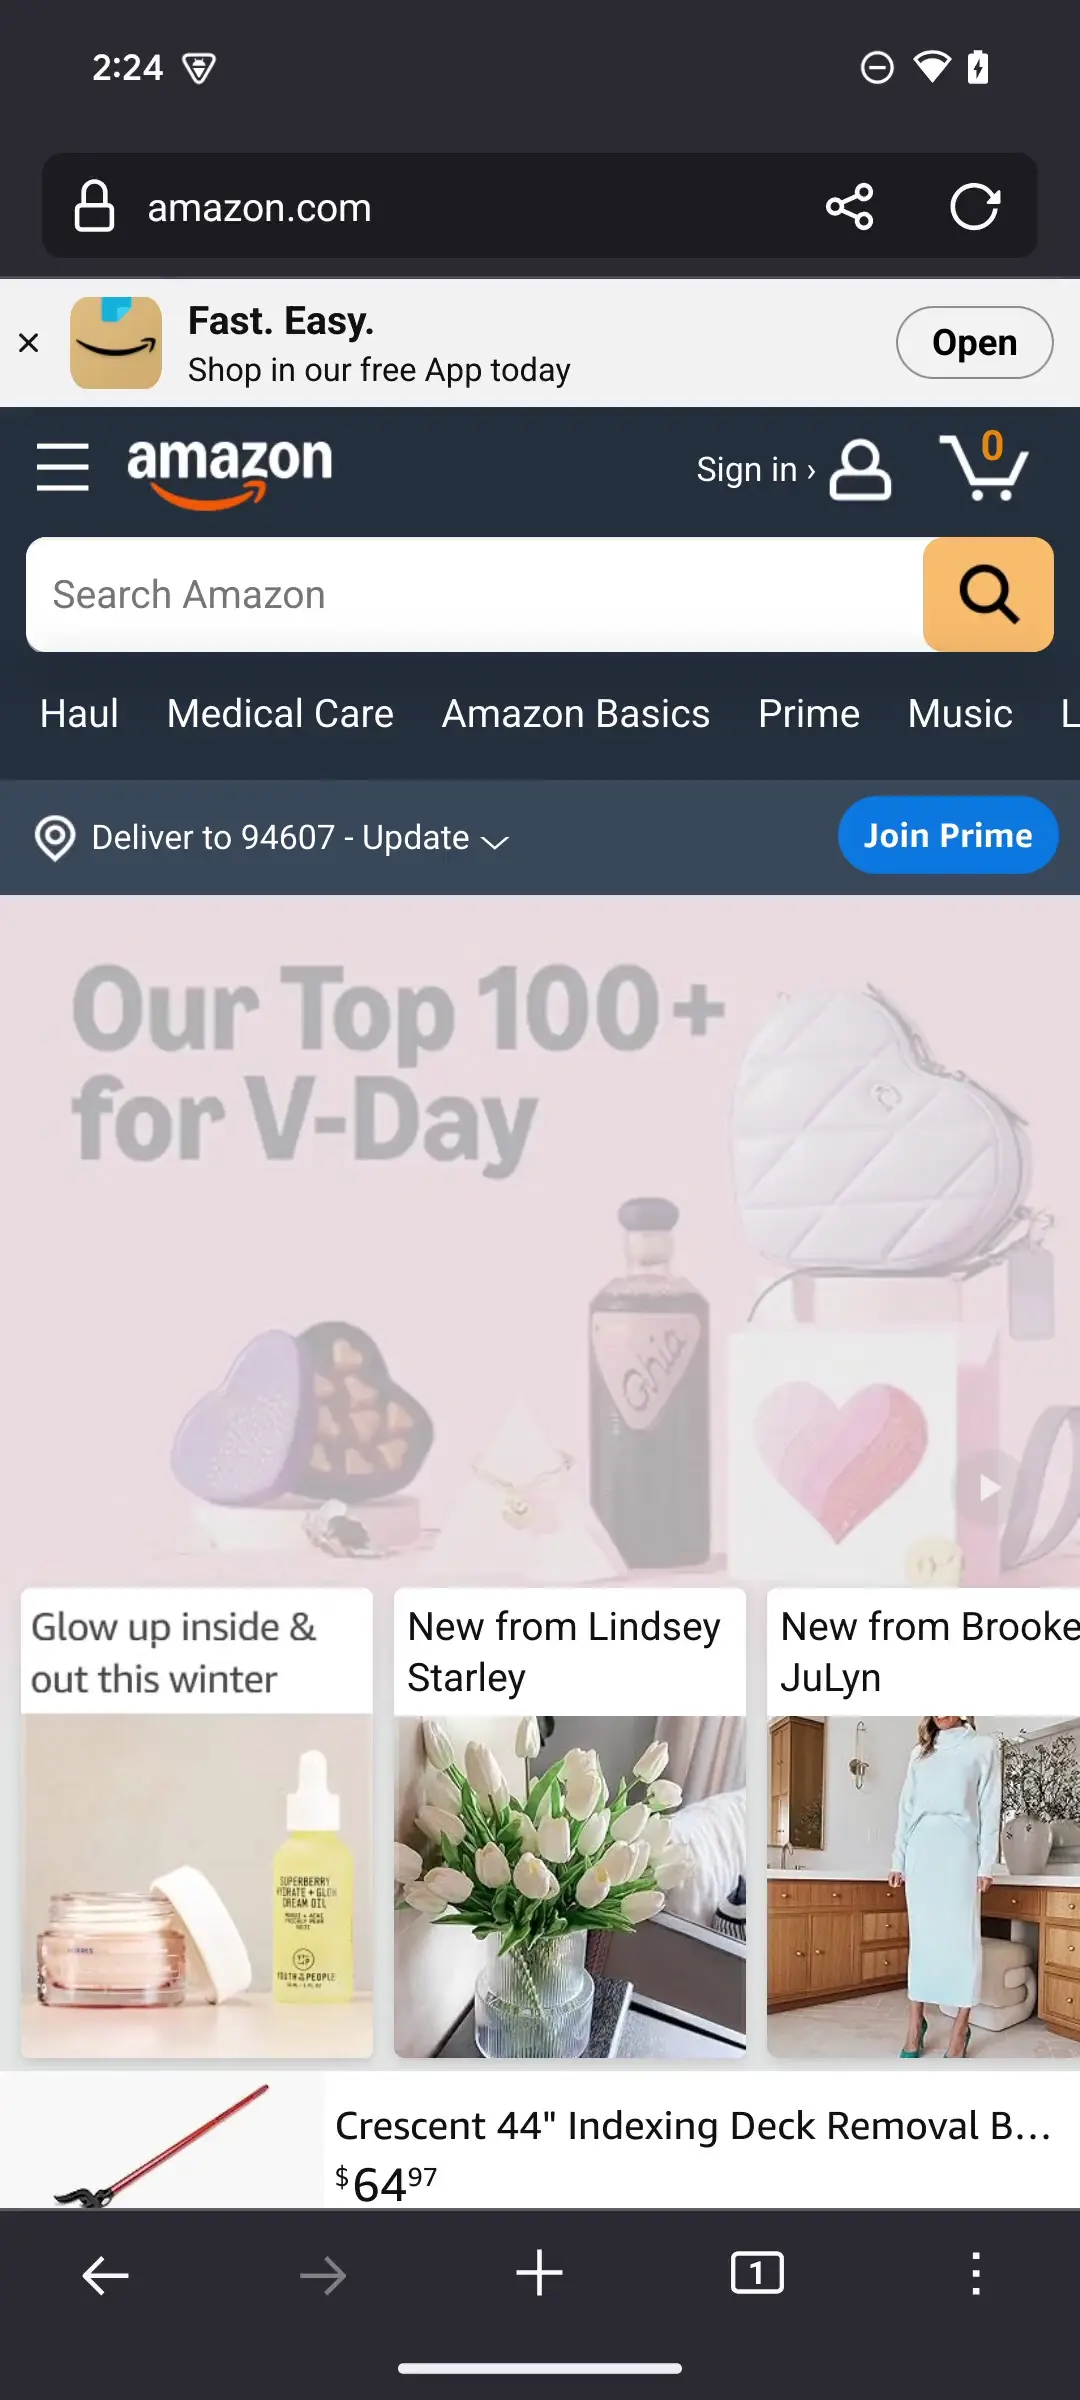 2:24
amazon.com
Fast. Easy.
Shop in our free App today
Open
amazon
Sign in ›
0
Search Amazon
Haul Medical Care Amazon Basics Prime Music L
Deliver to 94607 - Update
Join Prime
Our Top 100+
for V-Day
Ghia
Glow up inside &
out this winter
New from Lindsey
Starley
New from Brooke
JuLyn
SUPERBERRY
HYDRATE + GLOW
DREAM OIL
YOUTH TO THE PEOPLE
Crescent 44" Indexing Deck Removal B...
$64.97
1